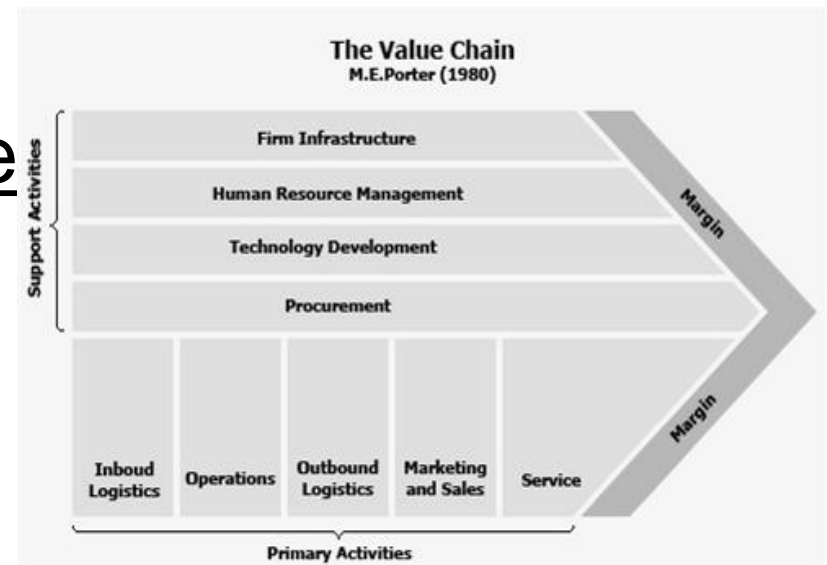 The Value Chain
M.E.Porter (1980)
e
Support Activities
Firm Infrastructure
Human Resource Management
Technology Development
Procurement
Margin
Margin
Inboud
Logistics
Operations
Outbound
Logistics
Marketing
and Sales
Service
Primary Activities